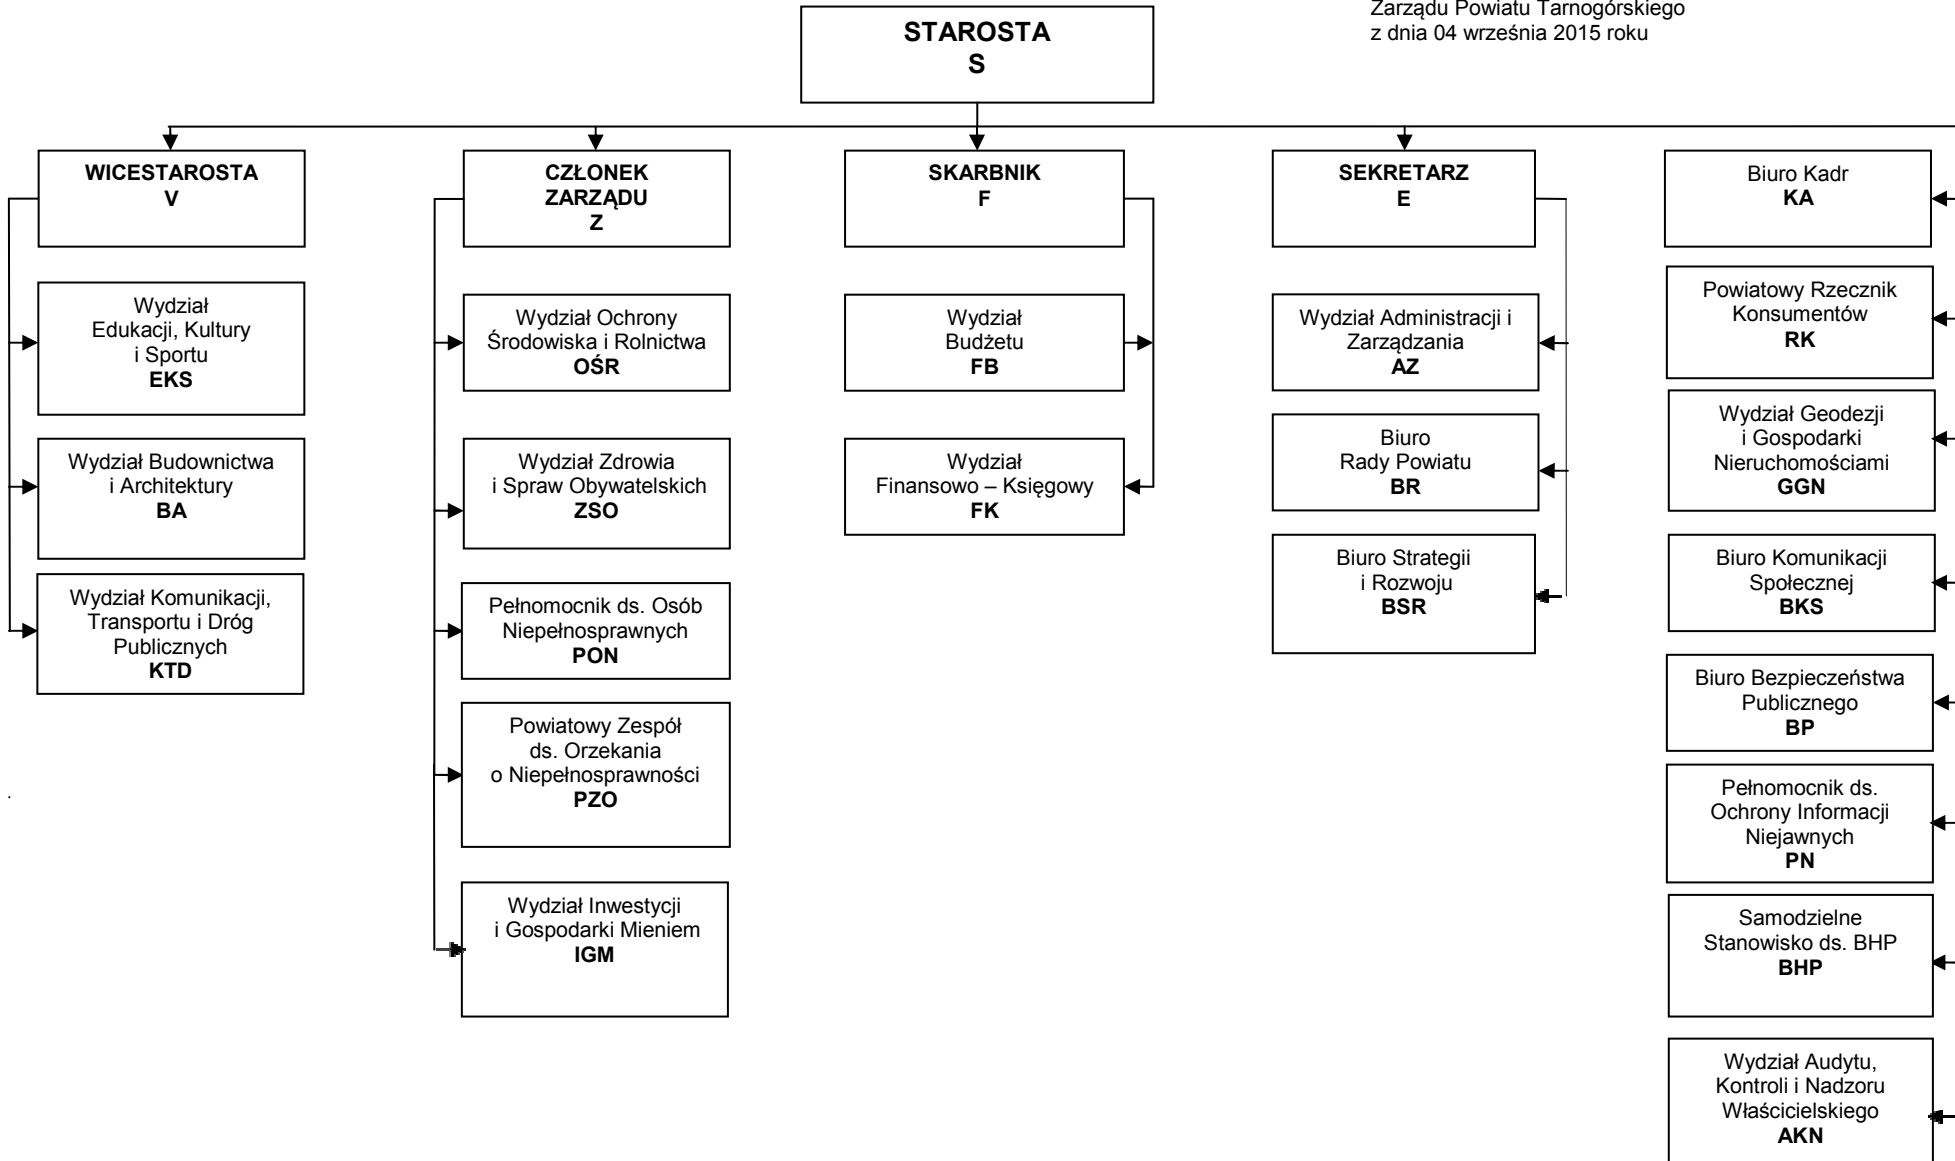 Zarządu Powiatu Tarnogórskiego
z dnia 04 września 2015 roku
STAROSTA
S
WICESTAROSTA
V
Wydział
Edukacji, Kultury
i Sportu
EKS
Wydział Budownictwa
i Architektury
BA
Wydział Komunikacji,
Transportu i Dróg
Publicznych
KTD
CZŁONEK
ZARZĄDU
Z
Wydział Ochrony
Środowiska i Rolnictwa
OŚR
Wydział Zdrowia
i Spraw Obywatelskich
ZSO
Pełnomocnik ds. Osób
Niepełnosprawnych
PON
Powiatowy Zespół
ds. Orzekania
o Niepełnosprawności
PZO
Wydział Inwestycji
i Gospodarki Mieniem
IGM
SKARBNIK
F
Wydział
Budżetu
FB
Wydział
Finansowo – Księgowy
FK
SEKRETARZ
E
Wydział Administracji i
Zarządzania
AZ
Biuro
Rady Powiatu
BR
Biuro Strategii
i Rozwoju
BSR
Biuro Kadr
KA
Powiatowy Rzecznik
Konsumentów
RK
Wydział Geodezji
i Gospodarki
Nieruchomościami
GGN
Biuro Komunikacji
Społecznej
BKS
Biuro Bezpieczeństwa
Publicznego
BP
Pełnomocnik ds.
Ochrony Informacji
Niejawnych
PN
Samodzielne
Stanowisko ds. BHP
BHP
Wydział Audytu,
Kontroli i Nadzoru
Właścicielskiego
AKN